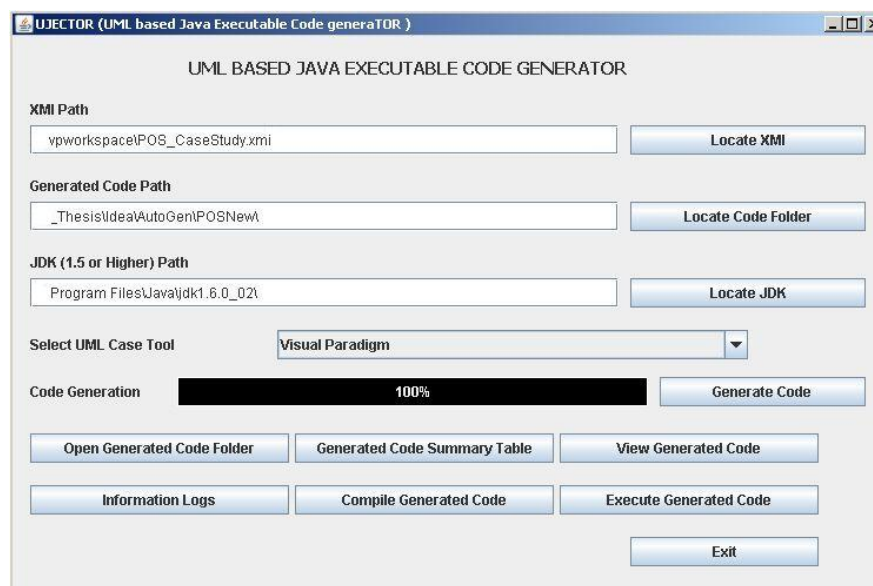 UJECTOR (UML based Java Executable Code generaTOR )
UML BASED JAVA EXECUTABLE CODE GENERATOR
XMI Path
vpworkspace\POS_CaseStudy.xmi
Locate XMI
Generated Code Path
_Thesis\Idea\AutoGen\POSNew\
Locate Code Folder
JDK (1.5 or Higher) Path
Program Files\Java\jdk1.6.0_02\
Locate JDK
Select UML Case Tool
Visual Paradigm
Code Generation
100%
Generate Code
Open Generated Code Folder
Generated Code Summary Table
View Generated Code
Information Logs
Compile Generated Code
Execute Generated Code
Exit